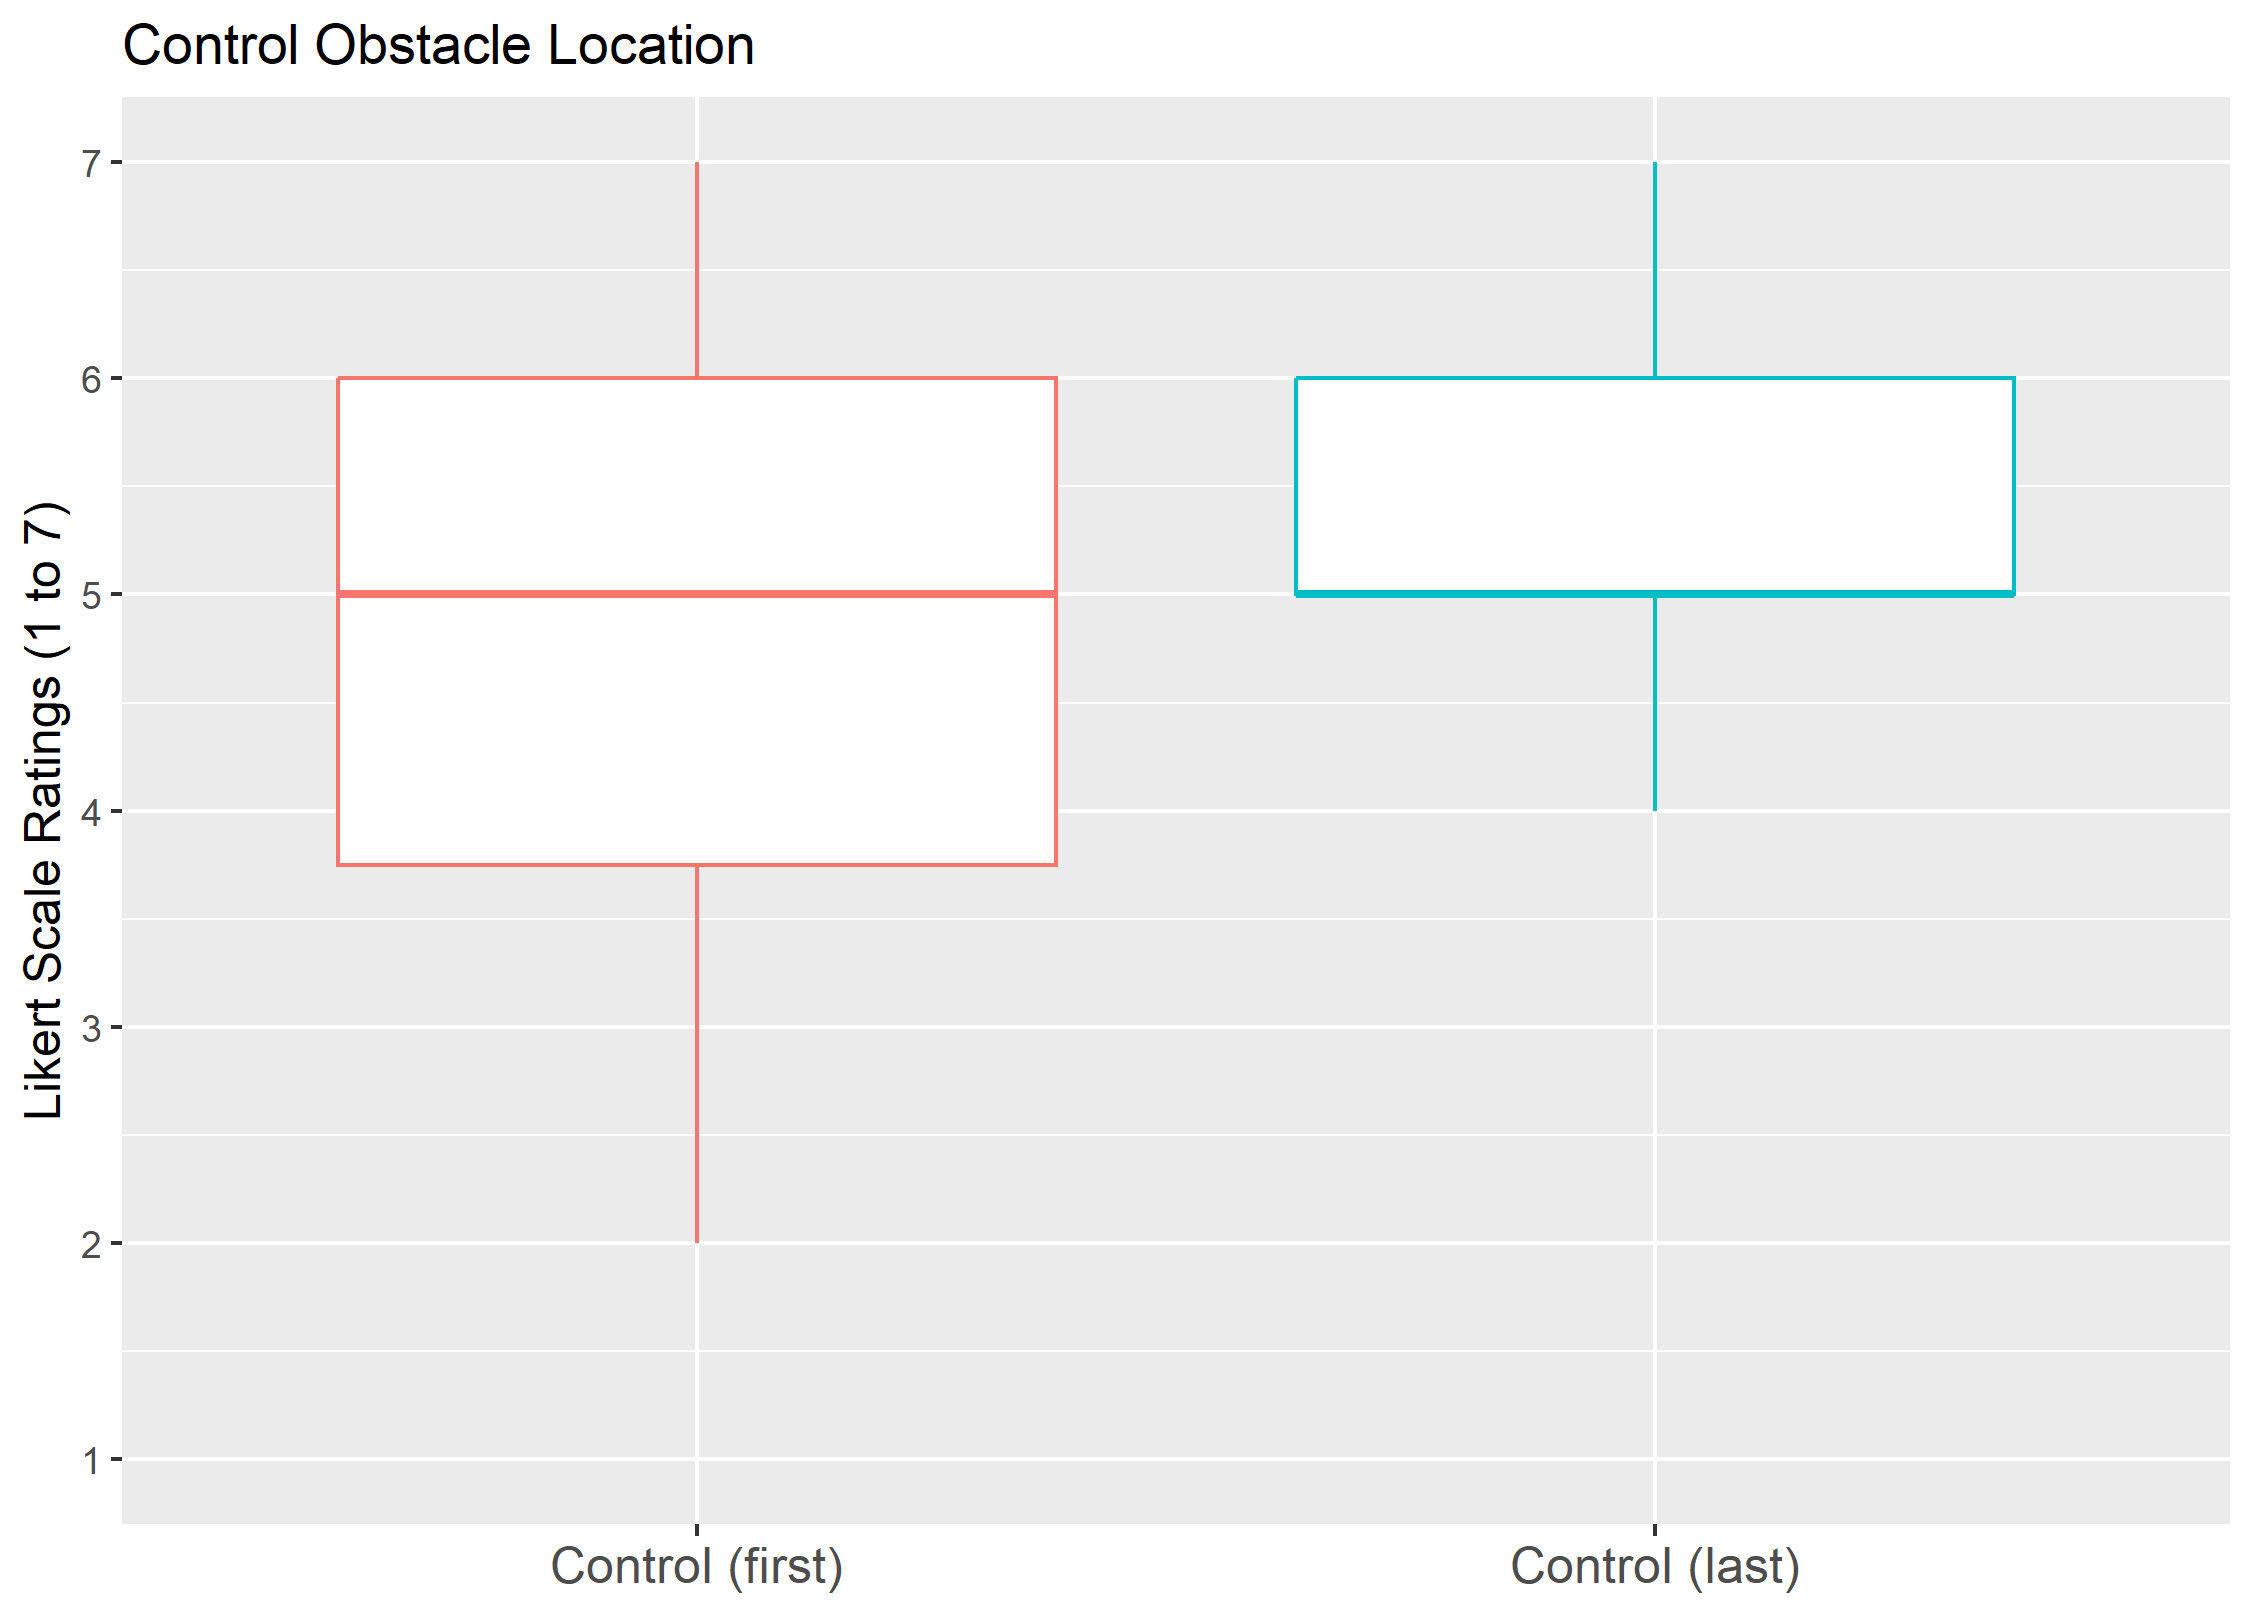 Control Obstacle Location
Likert Scale Ratings (1 to 7)
7
6
5
4
3
2
1
Control (first)
Control (last)